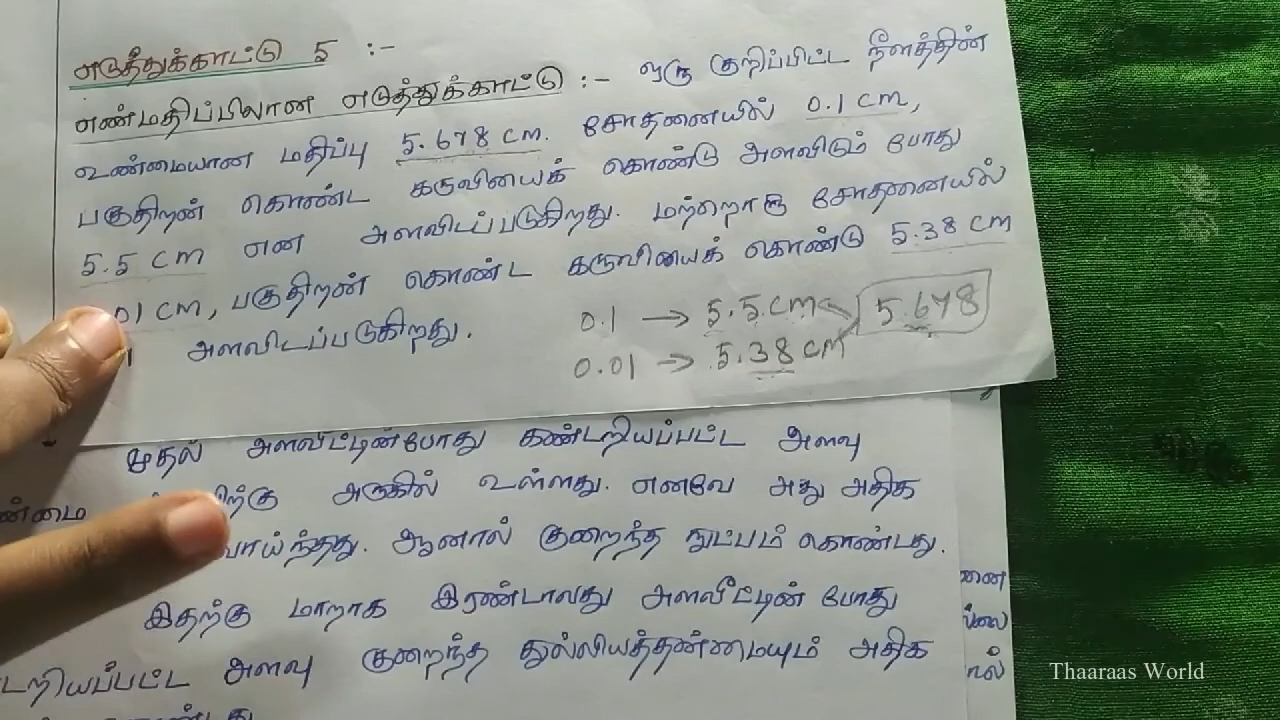 எடுத்துக்காட்டு 5 :-
எண்மதிப்பிலான எடுத்துக்காட்டு :- ஒரு குறிப்பிட்ட நீளத்தின்
உண்மையான மதிப்பு 5.678 cm. சோதனையில் 0.1 cm,
பகுதிறன் கொண்ட கருவியைக் கொண்டு அளவிடும் போது
5.5 cm என அளவிடப்படுகிறது. மற்றொரு சோதனையில்
01 cm, பகுதிறன் கொண்ட கருவியைக் கொண்டு 5.38 cm
அளவிடப்படுகிறது.
0.1 → 5.5 cm 5.678
0.01 → 5.38 cm
முதல் அளவீட்டின்போது கண்டறியப்பட்ட அளவு
அருகில் உள்ளது. எனவே அது அதிக
வாய்ந்தது. ஆனால் குறைந்த நுட்பம் கொண்டது.
இதற்கு மாறாக இரண்டாவது அளவீட்டின் போது
டறியப்பட்ட அளவு குறைந்த துல்லியத்தன்மையும் அதிக
Thaaraas World